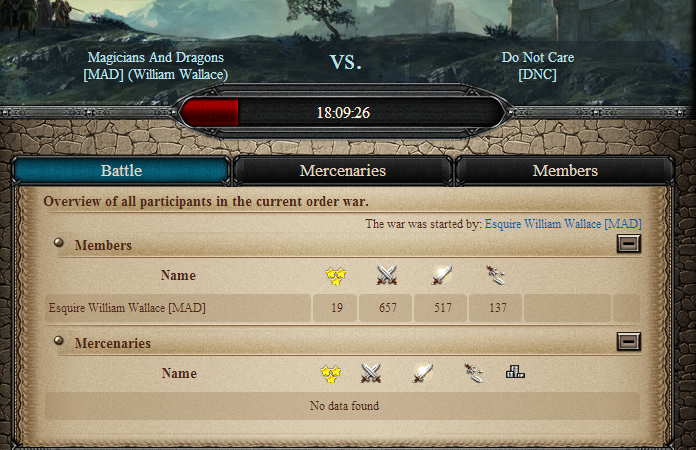 Magicians And Dragons
[MAD] (William Wallace)
VS.
Do Not Care
[DNC]
18:09:26
Battle
Mercenaries
Members
Overview of all participants in the current order war.
The war was started by: Esquire William Wallace [MAD]
Members
Name
Esquire William Wallace [MAD] 19 657 517 137
Mercenaries
Name
No data found